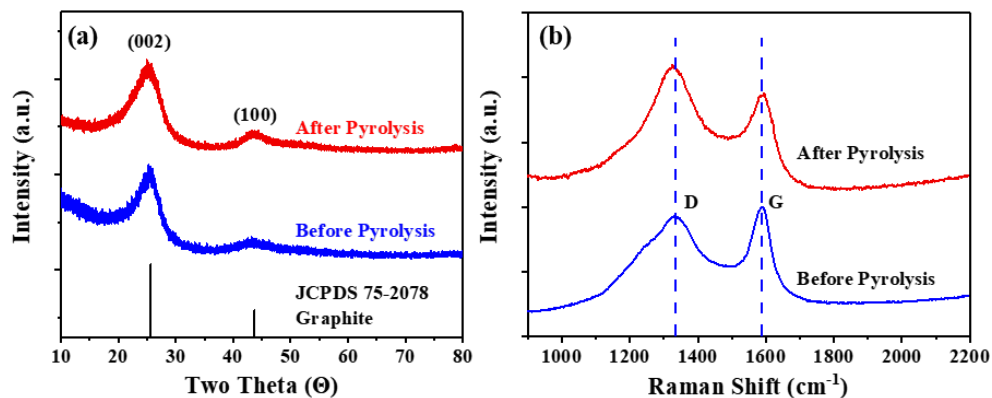 (a)
(002)
(100)
After Pyrolysis
Before Pyrolysis
JCPDS 75-2078
Graphite
Intensity (a.u.)
10 20 30 40 50 60 70 80
Two Theta (Θ)
(b)
After Pyrolysis
D G
Before Pyrolysis
Intensity (a.u.)
1000 1200 1400 1600 1800 2000 2200
Raman Shift (cm⁻¹)